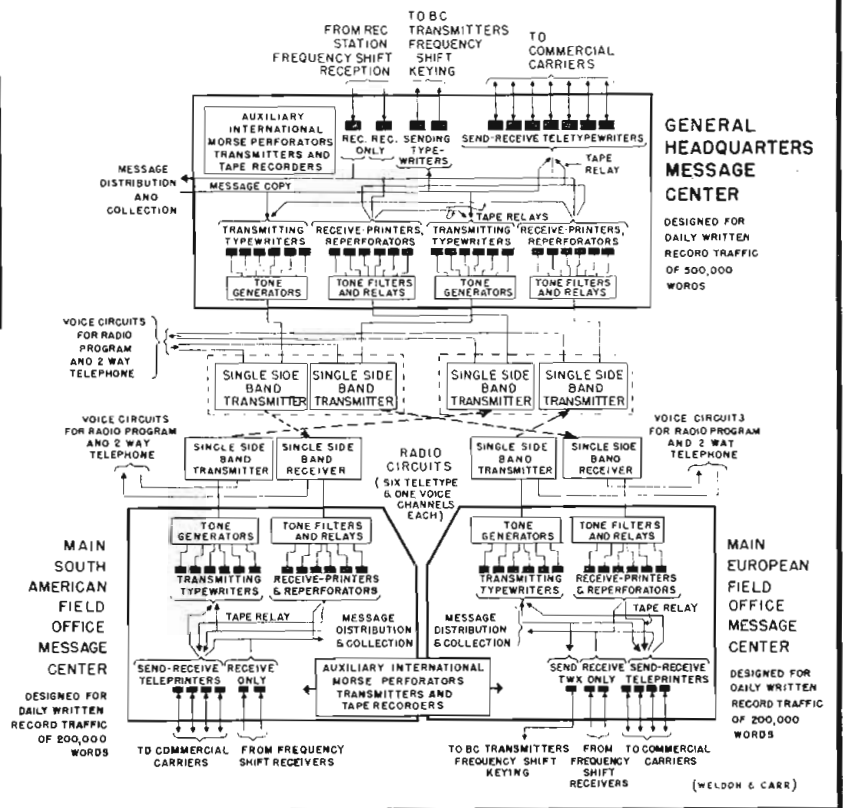 FROM REC
STATION
FREQUENCY SHIFT
RECEPTION
TO BC
TRANSMITTERS
FREQUENCY
SHIFT
KEYING
TO
COMMERCIAL
CARRIERS
AUXILIARY
INTERNATIONAL
MORSE PERFORATORS
TRANSMITTERS AND
TAPE RECORDERS
REC. REC.
ONLY
SENDING
TYPE-
WRITERS
SEND-RECEIVE TELETYPEWRITERS
TAPE
RELAY
GENERAL
HEADQUARTERS
MESSAGE
CENTER
DESIGNED FOR
DAILY WRITTEN
RECORD TRAFFIC
OF 500,000
WORDS
MESSAGE
DISTRIBUTION
AND
COLLECTION
MESSAGE COPY
TAPE RELAYS
TRANSMITTING
TYPEWRITERS
RECEIVE-PRINTERS,
REPERFORATORS
TRANSMITTING
TYPEWRITERS
RECEIVE-PRINTERS,
REPERFORATORS
TONE
GENERATORS
TONE FILTERS
AND RELAYS
TONE
GENERATORS
TONE FILTERS
AND RELAYS
VOICE CIRCUITS
FOR RADIO
PROGRAM
AND 2 WAY
TELEPHONE
SINGLE SIDE
BAND
TRANSMITTER
SINGLE SIDE
BAND
TRANSMITTER
SINGLE SIDE
BAND
TRANSMITTER
SINGLE SIDE
BAND
TRANSMITTER
VOICE CIRCUITS
FOR RADIO PROGRAM
AND 2 WAY
TELEPHONE
SINGLE SIDE
BAND
TRANSMITTER
SINGLE SIDE
BAND
RECEIVER
RADIO
CIRCUITS
(SIX TELETYPE
& ONE VOICE
CHANNELS
EACH)
SINGLE SIDE
BAND
TRANSMITTER
SINGLE SIDE
BAND
RECEIVER
VOICE CIRCUITS
FOR RADIO PROGRAM
AND 2 WAY
TELEPHONE
MAIN
SOUTH
AMERICAN
FIELD
OFFICE
MESSAGE
CENTER
DESIGNED FOR
DAILY WRITTEN
RECORD TRAFFIC
OF 200,000
WORDS
TONE
GENERATORS
TONE FILTERS
AND RELAYS
TRANSMITTING
TYPEWRITERS
RECEIVE-PRINTERS
& REPERFORATORS
TAPE RELAY
MESSAGE
DISTRIBUTION
& COLLECTION
SEND-RECEIVE
TELEPRINTERS
RECEIVE
ONLY
TO COMMERCIAL
CARRIERS
FROM FREQUENCY
SHIFT RECEIVERS
AUXILIARY INTERNATIONAL
MORSE PERFORATORS
TRANSMITTERS AND
TAPE RECORDERS
TONE
GENERATORS
TONE FILTERS
AND RELAYS
TRANSMITTING
TYPEWRITERS
RECEIVE-PRINTERS
& REPERFORATORS
TAPE RELAY
MESSAGE
DISTRIBUTION
& COLLECTION
SEND
TWX
RECEIVE
ONLY
SEND-RECEIVE
TELEPRINTERS
TO BC TRANSMITTERS
FREQUENCY SHIFT
KEYING
FROM
FREQUENCY
SHIFT
RECEIVERS
TO COMMERCIAL
CARRIERS
MAIN
EUROPEAN
FIELD
OFFICE
MESSAGE
CENTER
DESIGNED FOR
DAILY WRITTEN
RECORD TRAFFIC
OF 200,000
WORDS
(WELDON & CARR)